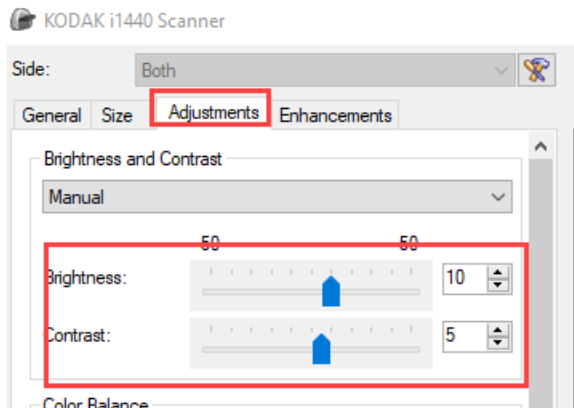 KODAK i1440 Scanner
Side: Both
General Size Adjustments Enhancements
Brightness and Contrast
Manual
-50 50
Brightness: 10
Contrast: 5
Color Balance